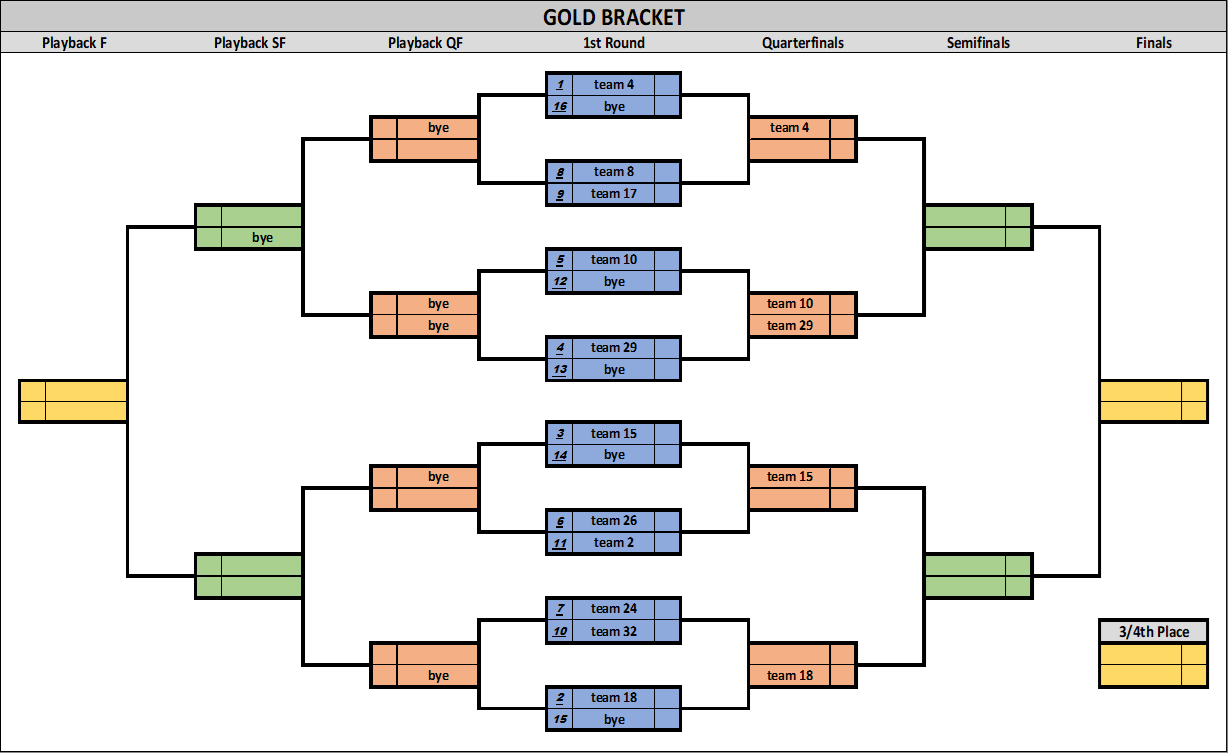 GOLD BRACKET
Playback F Playback SF Playback QF 1st Round Quarterfinals Semifinals Finals
1 team 4
16 bye
bye
team 4
8 team 8
9 team 17
bye
5 team 10
12 bye
bye
bye
team 10
team 29
4 team 29
13 bye
3 team 15
14 bye
bye
team 15
6 team 26
11 team 2
7 team 24
10 team 32
3/4th Place
bye
team 18
2 team 18
15 bye